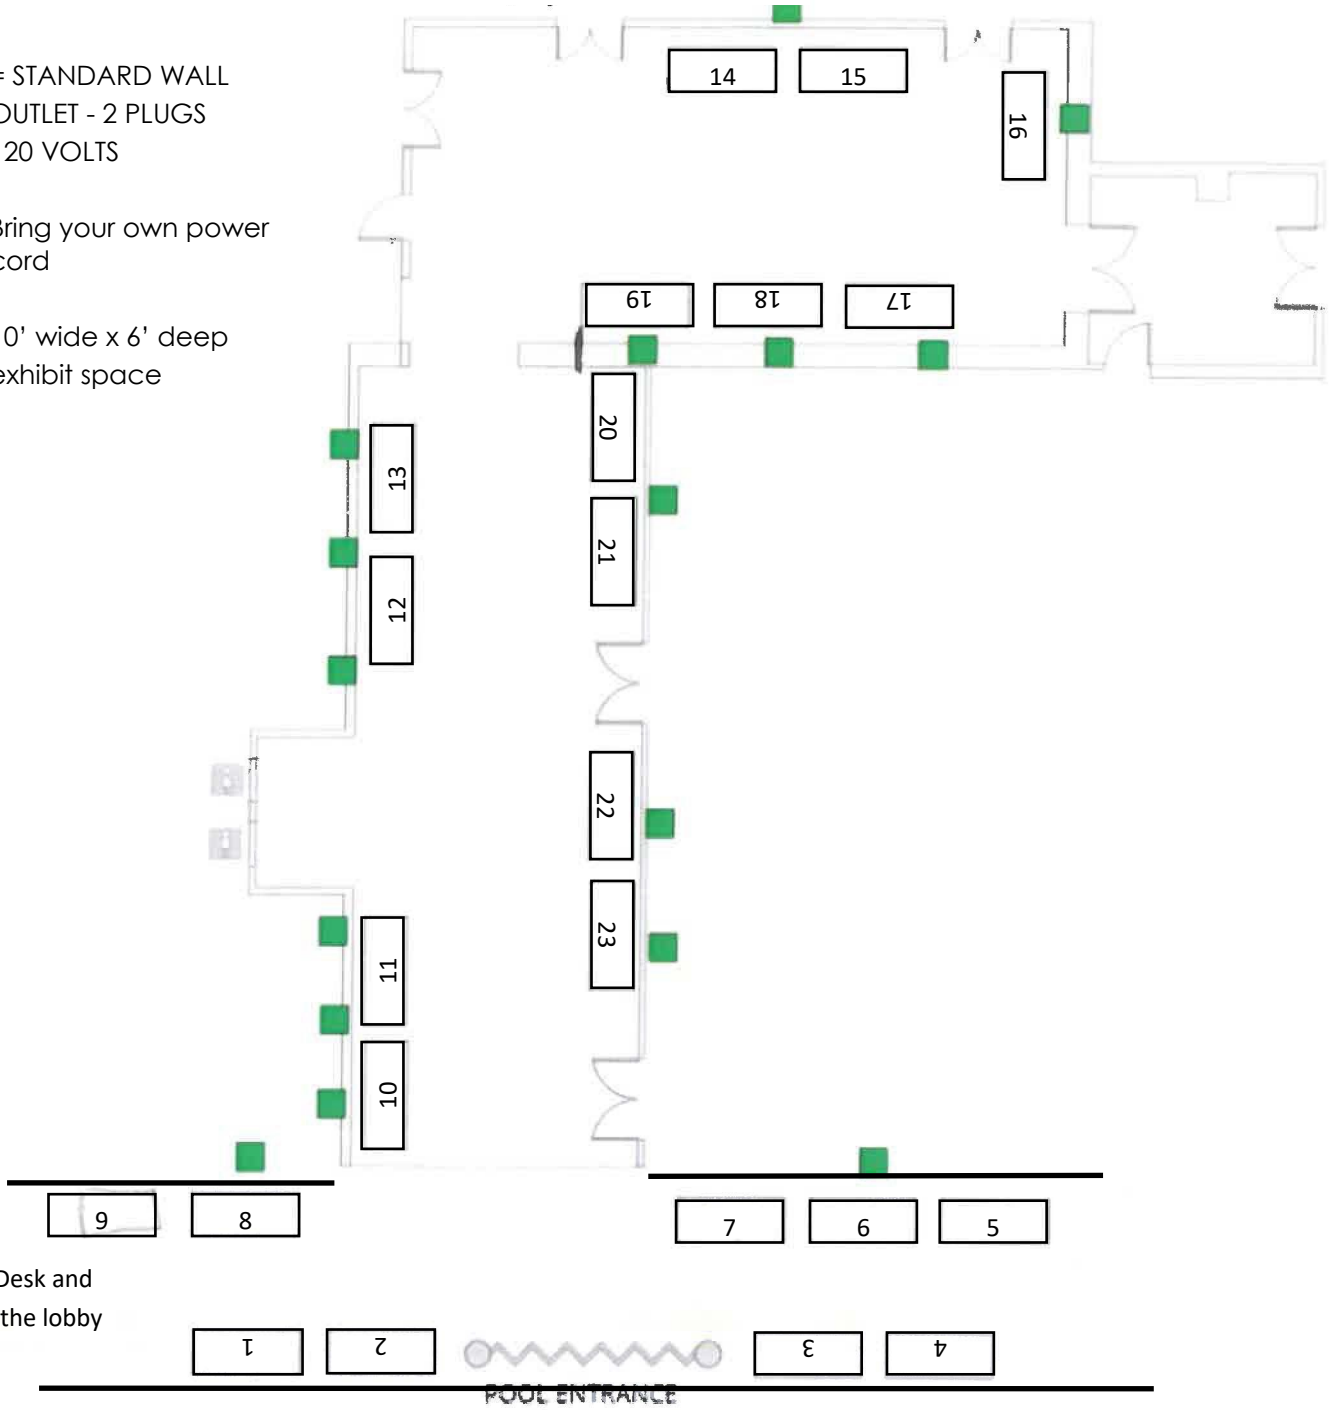 = STANDARD WALL
OUTLET - 2 PLUGS
20 VOLTS
Bring your own power
cord
0' wide x 6' deep
exhibit space
14 15
16
19 18 17
20
13
21
12
22
23
11
10
9 8 7 6 5
Desk and
the lobby
1 2 3 4
POOL ENTRANCE